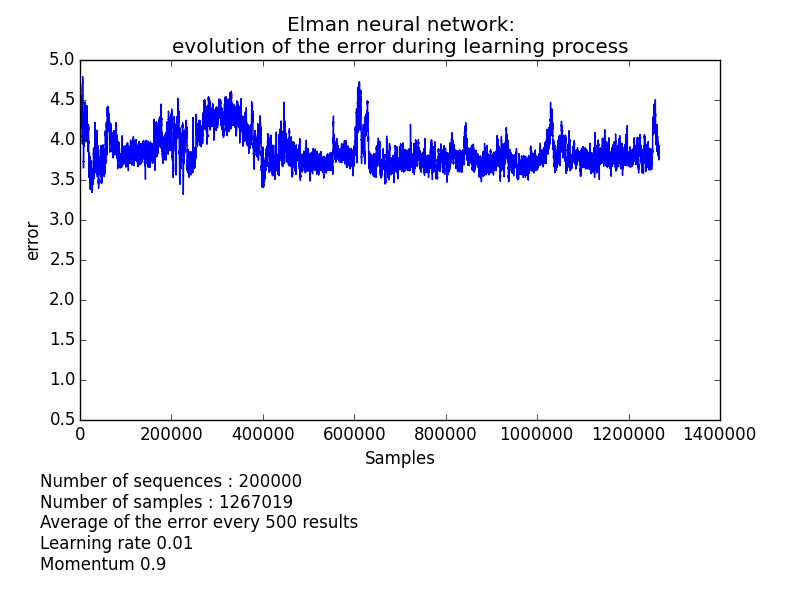 Elman neural network:
evolution of the error during learning process
5.0
4.5
4.0
3.5
3.0
2.5
2.0
1.5
1.0
0.5
error
0 200000 400000 600000 800000 1000000 1200000 1400000
Samples
Number of sequences : 200000
Number of samples : 1267019
Average of the error every 500 results
Learning rate 0.01
Momentum 0.9